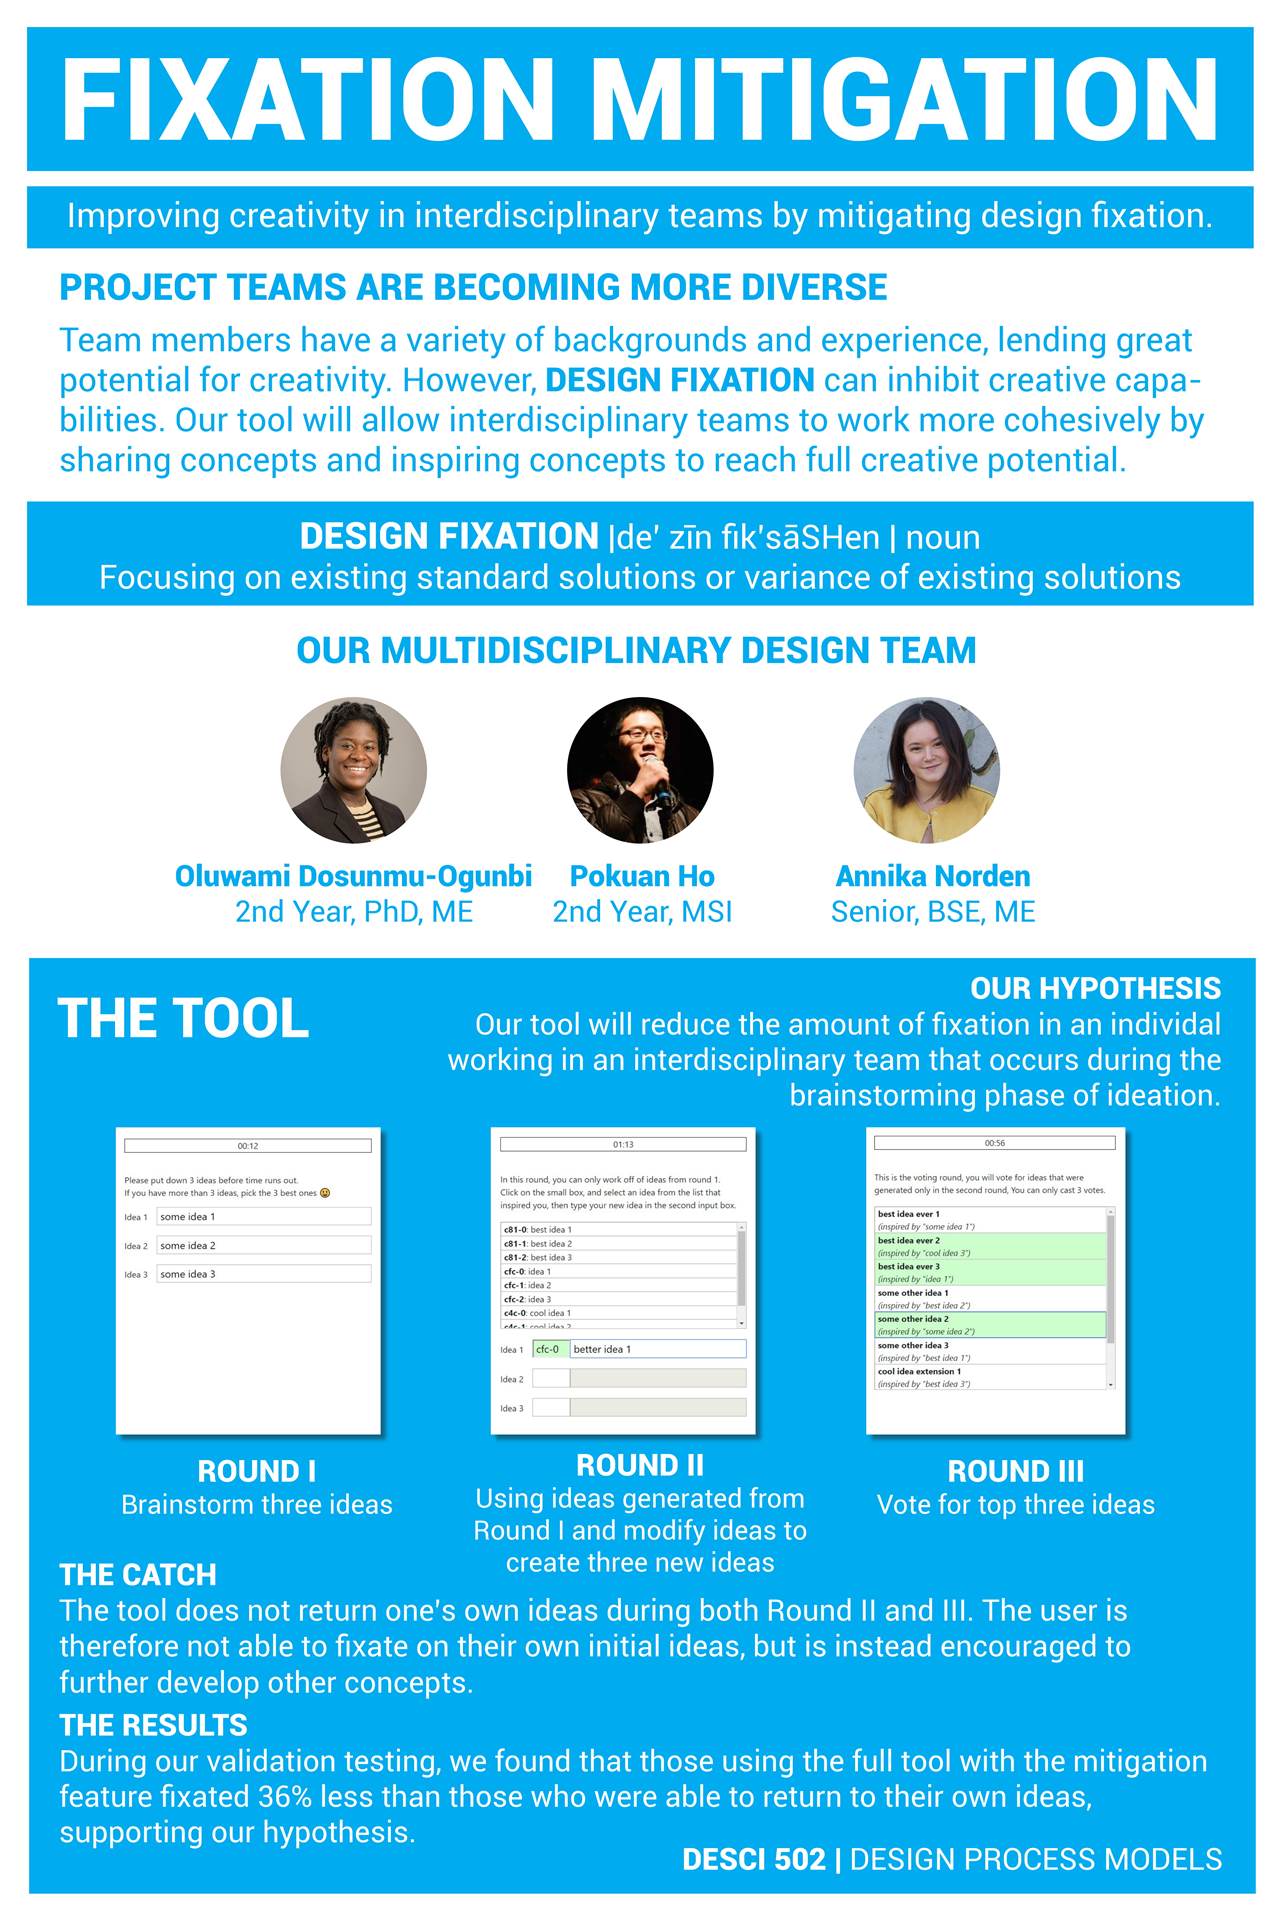 FIXATION MITIGATION
Improving creativity in interdisciplinary teams by mitigating design fixation.
PROJECT TEAMS ARE BECOMING MORE DIVERSE
Team members have a variety of backgrounds and experience, lending great
potential for creativity. However, DESIGN FIXATION can inhibit creative capa-
bilities. Our tool will allow interdisciplinary teams to work more cohesively by
sharing concepts and inspiring concepts to reach full creative potential.
DESIGN FIXATION |de' zīn fik'sāSHen | noun
Focusing on existing standard solutions or variance of existing solutions
OUR MULTIDISCIPLINARY DESIGN TEAM
Oluwami Dosunmu-Ogunbi
2nd Year, PhD, ME
Pokuan Ho
2nd Year, MSI
Annika Norden
Senior, BSE, ME
THE TOOL
OUR HYPOTHESIS
Our tool will reduce the amount of fixation in an individal
working in an interdisciplinary team that occurs during the
brainstorming phase of ideation.
00:12
Please put down 3 ideas before time runs out.
If you have more than 3 ideas, pick the 3 best ones
Idea 1 some idea 1
Idea 2 some idea 2
Idea 3 some idea 3
ROUND I
Brainstorm three ideas
01:13
In this round, you can only work off of ideas from round 1.
Click on the small box, and select an idea from the list that
inspired you, then type your new idea in the second input box.
c81-0: best idea 1
c81-1: best idea 2
c81-2: best idea 3
cfc-0: idea 1
cfc-1: idea 2
cfc-2: idea 3
c4c-0: cool idea 1
c4c-1: cool idea 2
Idea 1 cfc-0 better idea 1
Idea 2
Idea 3
ROUND II
Using ideas generated from
Round I and modify ideas to
create three new ideas
00:56
This is the voting round, you will vote for ideas that were
generated only in the second round, You can only cast 3 votes.
best idea ever 1
(inspired by "some idea 1")
best idea ever 2
(inspired by "cool idea 3")
best idea ever 3
(inspired by "idea 1")
some other idea 1
(inspired by "best idea 2")
some other idea 2
(inspired by "some idea 2")
some other idea 3
(inspired by "best idea 1")
cool idea extension 1
(inspired by "best idea 3")
ROUND III
Vote for top three ideas
THE CATCH
The tool does not return one's own ideas during both Round II and III. The user is
therefore not able to fixate on their own initial ideas, but is instead encouraged to
further develop other concepts.
THE RESULTS
During our validation testing, we found that those using the full tool with the mitigation
feature fixated 36% less than those who were able to return to their own ideas,
supporting our hypothesis.
DESCI 502 | DESIGN PROCESS MODELS